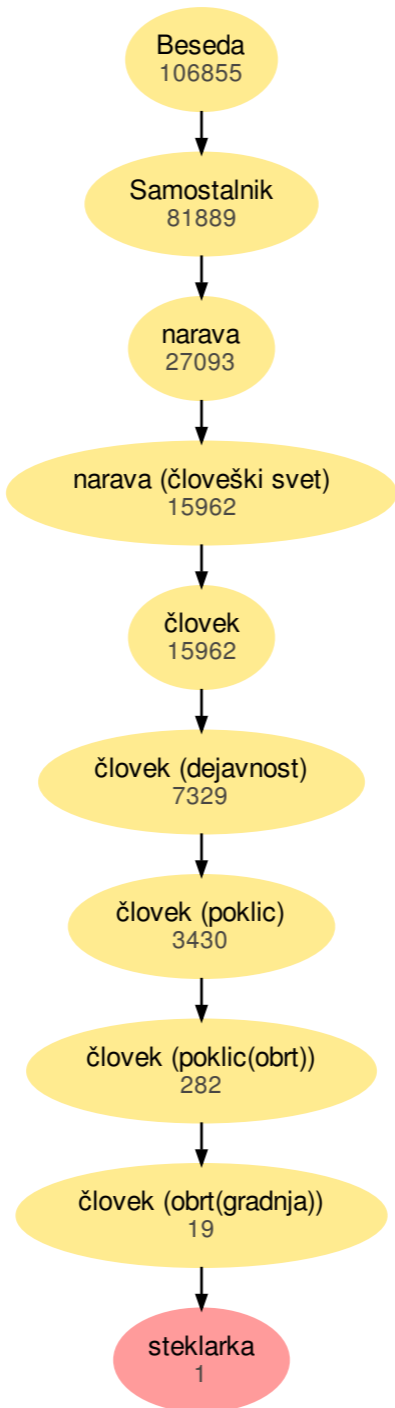 Beseda
106855
Samostalnik
81889
narava
27093
narava (človeški svet)
15962
človek
15962
človek (dejavnost)
7329
človek (poklic)
3430
človek (poklic(obrt))
282
človek (obrt(gradnja))
19
steklarka
1